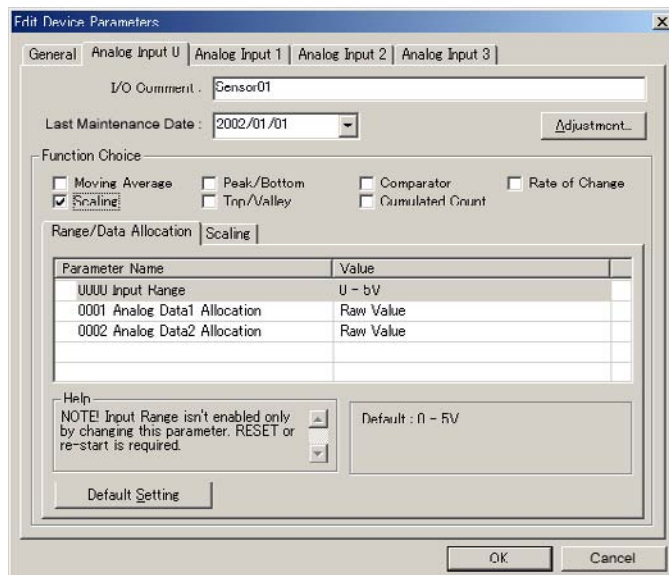 Edit Device Parameters
General Analog Input 0 Analog Input 1 Analog Input 2 Analog Input 3
I/O Comment : Sensor01
Last Maintenance Date : 2002/01/01 Adjustment...
Function Choice
Moving Average Peak/Bottom Comparator Rate of Change
Scaling Top/Valley Cumulated Count
Range/Data Allocation Scaling
Parameter Name Value
0000 Input Range 0 - 5V
0001 Analog Data1 Allocation Raw Value
0002 Analog Data2 Allocation Raw Value
Help
NOTE! Input Range isn't enabled only
by changing this parameter. RESET or
re-start is required.
Default : 0 - 5V
Default Setting
OK Cancel